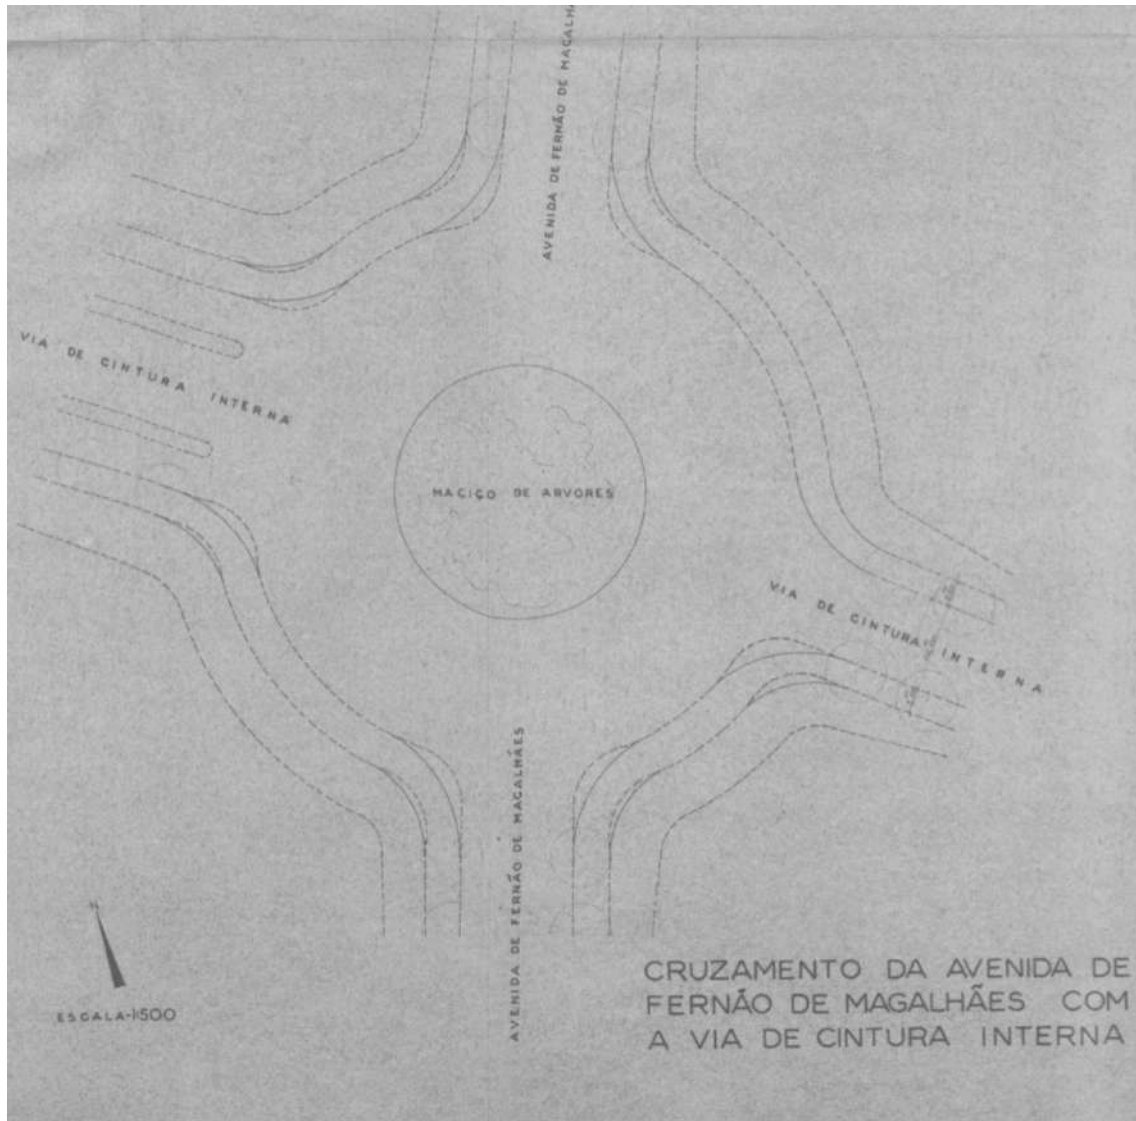 AVENIDA DE FERNÃO DE MAGALH
VIA DE CINTURA INTERNA
MACIÇO DE ARVORES
VIA DE CINTURA INTERNA
AVENIDA DE FERNÃO DE MAGALHÃES
N
ESCALA-1:500
CRUZAMENTO DA AVENIDA DE
FERNÃO DE MAGALHÃES COM
A VIA DE CINTURA INTERNA